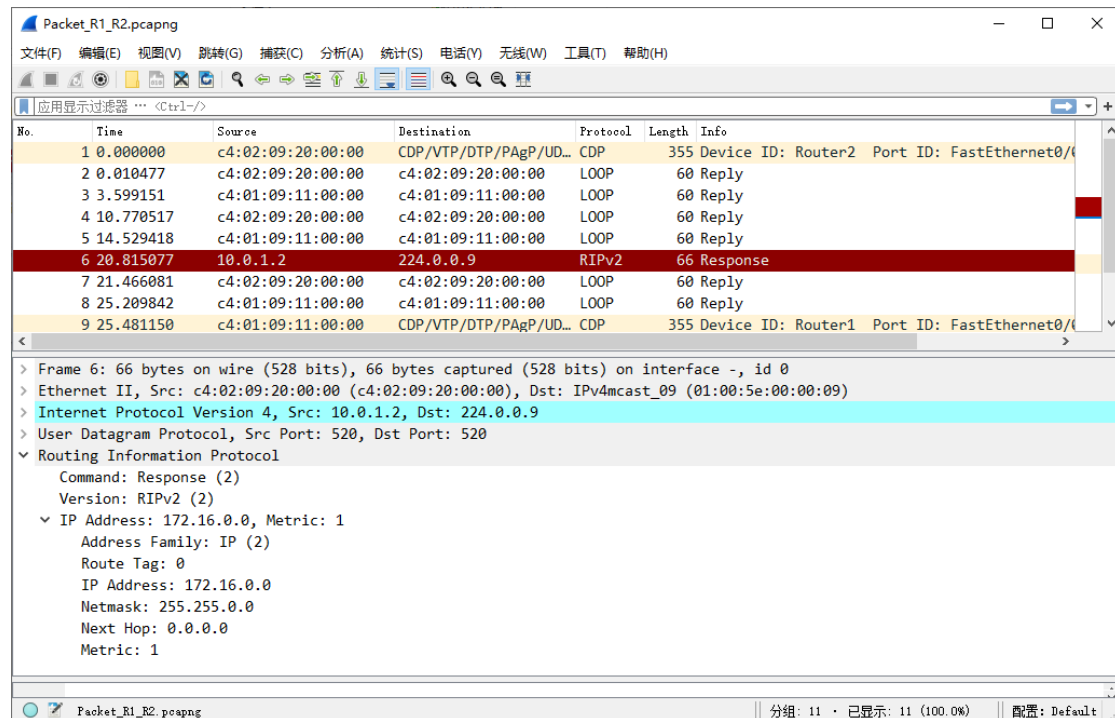 Packet_R1_R2.pcapng
文件(F) 编辑(E) 视图(V) 跳转(G) 捕获(C) 分析(A) 统计(S) 电话(Y) 无线(W) 工具(T) 帮助(H)
应用显示过滤器 … <Ctrl-/>
No. Time Source Destination Protocol Length Info
1 0.000000 c4:02:09:20:00:00 CDP/VTP/DTP/PAgP/UD… CDP 355 Device ID: Router2 Port ID: FastEthernet0/
2 0.010477 c4:02:09:20:00:00 c4:02:09:20:00:00 LOOP 60 Reply
3 3.599151 c4:01:09:11:00:00 c4:01:09:11:00:00 LOOP 60 Reply
4 10.770517 c4:02:09:20:00:00 c4:02:09:20:00:00 LOOP 60 Reply
5 14.529418 c4:01:09:11:00:00 c4:01:09:11:00:00 LOOP 60 Reply
6 20.815077 10.0.1.2 224.0.0.9 RIPv2 66 Response
7 21.466081 c4:02:09:20:00:00 c4:02:09:20:00:00 LOOP 60 Reply
8 25.209842 c4:01:09:11:00:00 c4:01:09:11:00:00 LOOP 60 Reply
9 25.481150 c4:01:09:11:00:00 CDP/VTP/DTP/PAgP/UD… CDP 355 Device ID: Router1 Port ID: FastEthernet0/
Frame 6: 66 bytes on wire (528 bits), 66 bytes captured (528 bits) on interface -, id 0
Ethernet II, Src: c4:02:09:20:00:00 (c4:02:09:20:00:00), Dst: IPv4mcast_09 (01:00:5e:00:00:09)
Internet Protocol Version 4, Src: 10.0.1.2, Dst: 224.0.0.9
User Datagram Protocol, Src Port: 520, Dst Port: 520
Routing Information Protocol
Command: Response (2)
Version: RIPv2 (2)
IP Address: 172.16.0.0, Metric: 1
Address Family: IP (2)
Route Tag: 0
IP Address: 172.16.0.0
Netmask: 255.255.0.0
Next Hop: 0.0.0.0
Metric: 1
Packet_R1_R2.pcapng 分组: 11 · 已显示: 11 (100.0%) 配置: Default